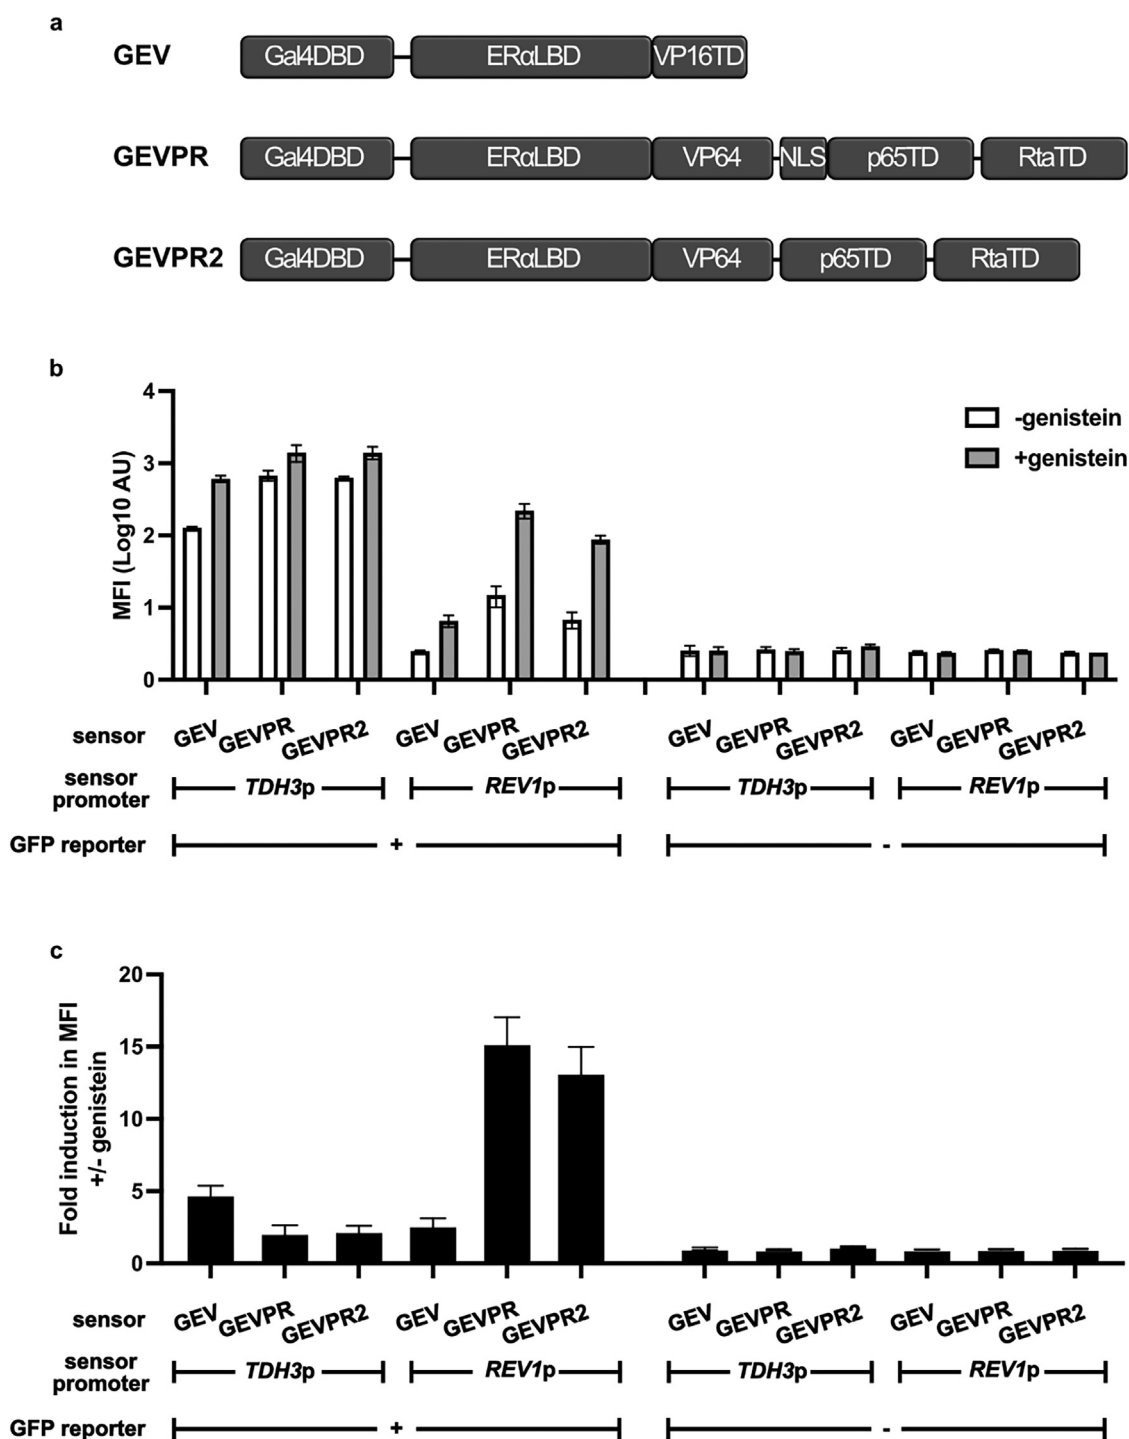 a
GEV Gal4DBD ERαLBD VP16TD
GEVPR Gal4DBD ERαLBD VP64 NLS p65TD RtaTD
GEVPR2 Gal4DBD ERαLBD VP64 p65TD RtaTD
b
MFI (Log10 AU)
4
3
2
1
0
-genistein
+genistein
sensor GEV GEVPR GEVPR2 GEV GEVPR GEVPR2 GEV GEVPR GEVPR2 GEV GEVPR GEVPR2
sensor
promoter TDH3p REV1p TDH3p REV1p
GFP reporter + -
c
Fold induction in MFI
+/- genistein
20
15
10
5
0
sensor GEV GEVPR GEVPR2 GEV GEVPR GEVPR2 GEV GEVPR GEVPR2 GEV GEVPR GEVPR2
sensor
promoter TDH3p REV1p TDH3p REV1p
GFP reporter + -